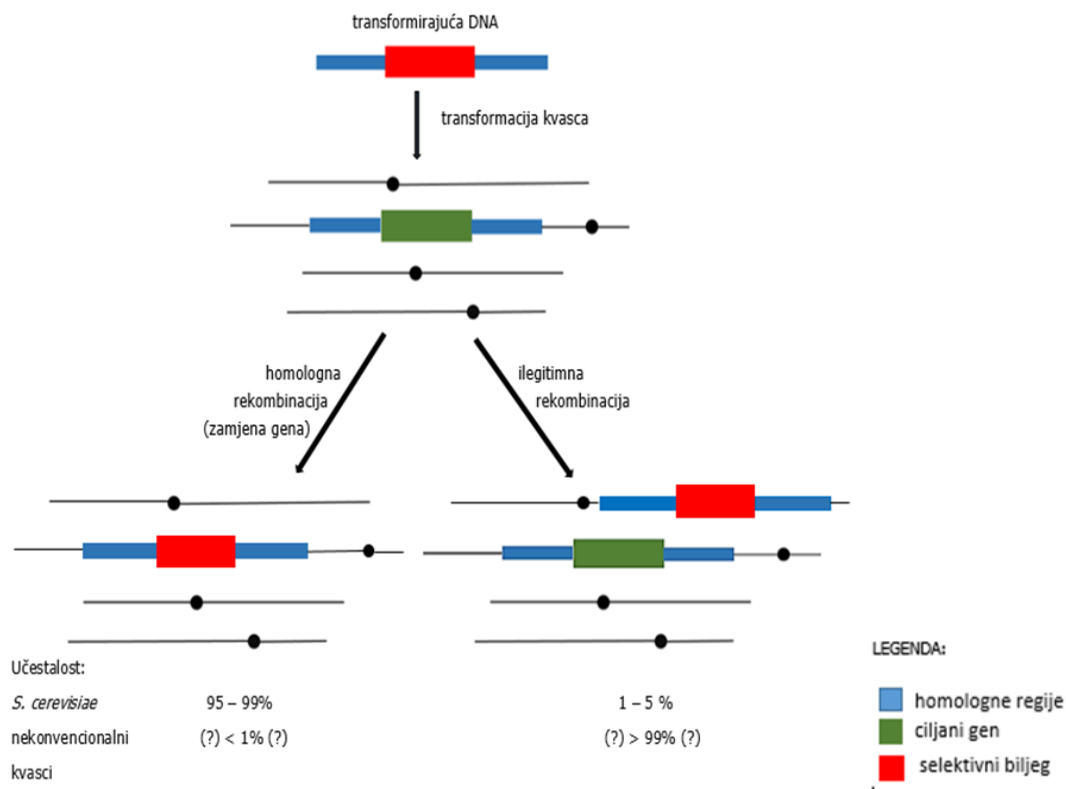 transformirajuća DNA
transformacija kvasca
homologna
rekombinacija
(zamjena gena)
ilegitimna
rekombinacija
Učestalost:
S. cerevisiae 95 – 99% 1 – 5 %
nekonvencionalni (?) < 1% (?) (?) > 99% (?)
kvasci
LEGENDA:
homologne regije
ciljani gen
selektivni biljeg